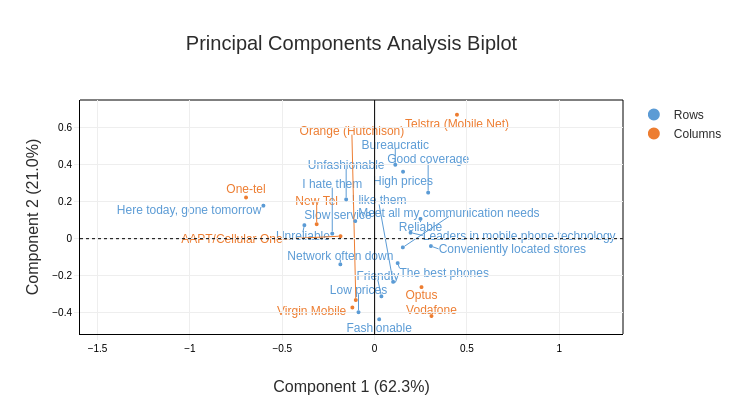 Principal Components Analysis Biplot
Rows
Columns
Component 2 (21.0%)
0.6
0.4
0.2
0
−0.2
−0.4
Telstra (Mobile Net)
Orange (Hutchison)
Bureaucratic
Good coverage
Unfashionable
High prices
I hate them
One-tel
New Tel
I like them
Here today, gone tomorrow
Slow service
Meet all my communication needs
Reliable
AAPT/Cellular One
Unreliable
Leaders in mobile phone technology
Conveniently located stores
Network often down
Friendly
The best phones
Low prices
Optus
Virgin Mobile
Vodafone
Fashionable
−1.5
−1
−0.5
0
0.5
1
Component 1 (62.3%)